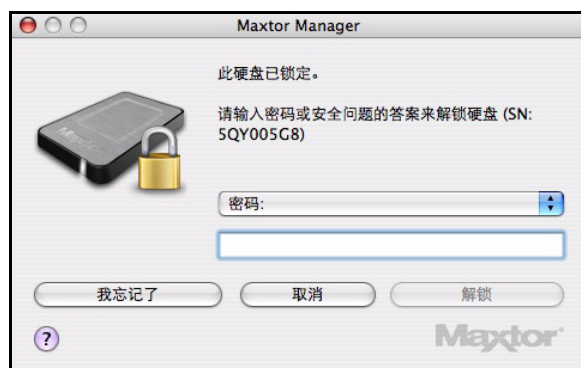 Maxtor Manager
此硬盘已锁定。
请输入密码或安全问题的答案来解锁硬盘 (SN:
5QY005G8)
密码:
我忘记了
取消
解锁
?
Maxtor